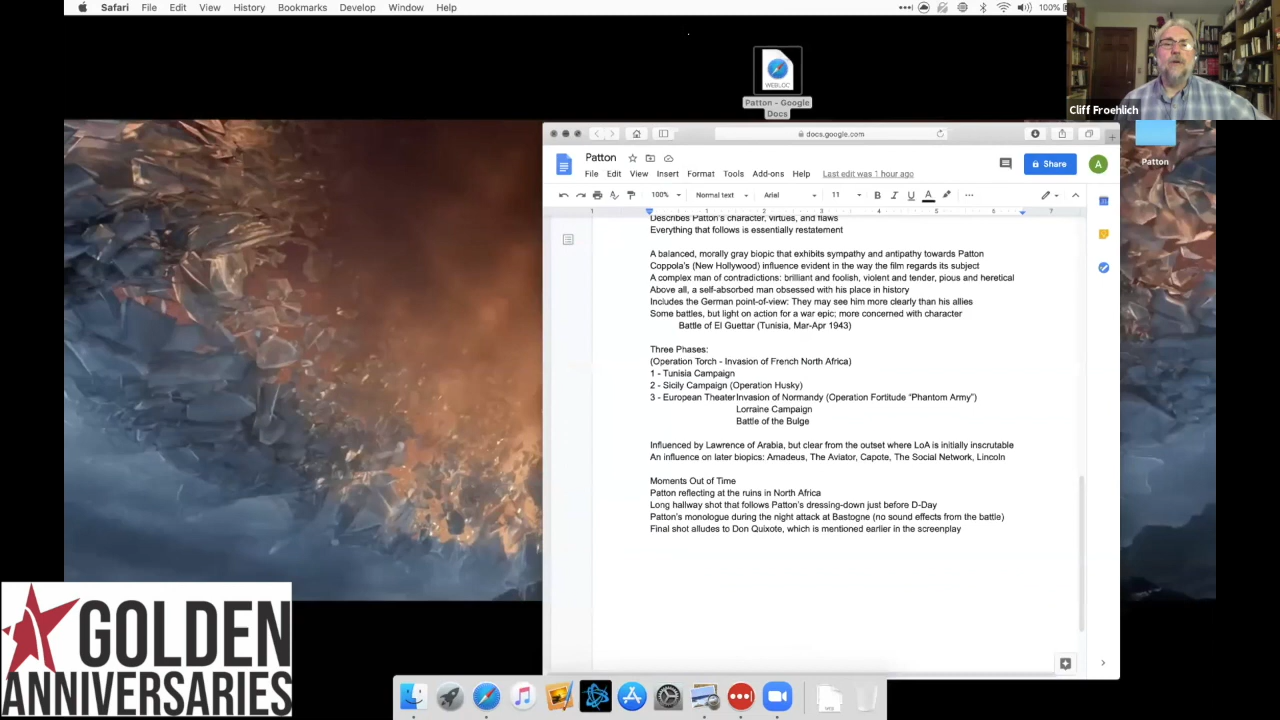 Safari File Edit View History Bookmarks Develop Window Help
100%
WEBLOC
Patton - Google
Docs
Cliff Froehlich
Patton
docs.google.com
Patton
File Edit View Insert Format Tools Add-ons Help Last edit was 1 hour ago
Share
A
100% Normal text Arial 11 B I U A
1 1 2 3 4 5 6 7
Describes Patton's character, virtues, and flaws
Everything that follows is essentially restatement
A balanced, morally gray biopic that exhibits sympathy and antipathy towards Patton
Coppola's (New Hollywood) influence evident in the way the film regards its subject
A complex man of contradictions: brilliant and foolish, violent and tender, pious and heretical
Above all, a self-absorbed man obsessed with his place in history
Includes the German point-of-view: They may see him more clearly than his allies
Some battles, but light on action for a war epic; more concerned with character
Battle of El Guettar (Tunisia, Mar-Apr 1943)
Three Phases:
(Operation Torch - Invasion of French North Africa)
1 - Tunisia Campaign
2 - Sicily Campaign (Operation Husky)
3 - European Theater Invasion of Normandy (Operation Fortitude “Phantom Army”)
Lorraine Campaign
Battle of the Bulge
Influenced by Lawrence of Arabia, but clear from the outset where LoA is initially inscrutable
An influence on later biopics: Amadeus, The Aviator, Capote, The Social Network, Lincoln
Moments Out of Time
Patton reflecting at the ruins in North Africa
Long hallway shot that follows Patton's dressing-down just before D-Day
Patton's monologue during the night attack at Bastogne (no sound effects from the battle)
Final shot alludes to Don Quixote, which is mentioned earlier in the screenplay
GOLDEN
ANNIVERSARIES